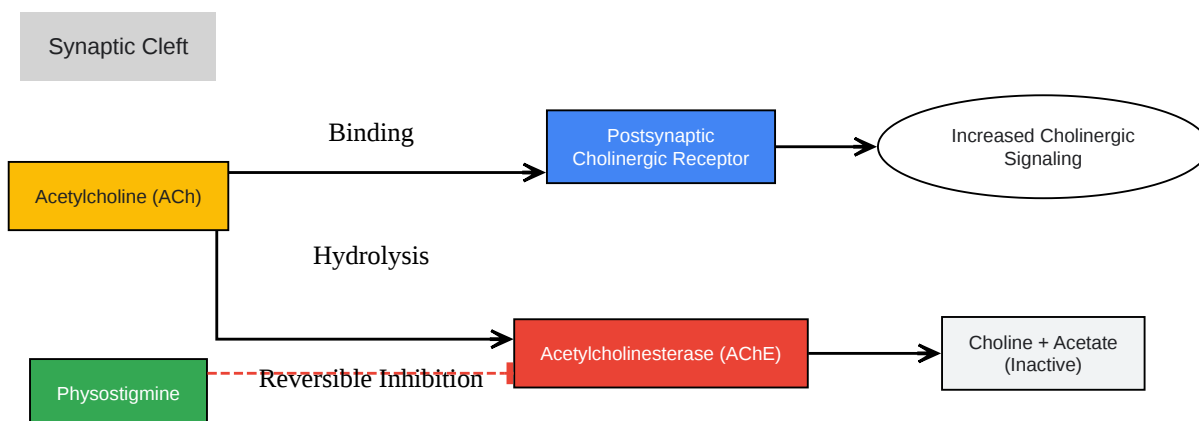 Synaptic Cleft
Binding
Postsynaptic
Cholinergic Receptor
Increased Cholinergic
Signaling
Acetylcholine (ACh)
Hydrolysis
Acetylcholinesterase (AChE)
Choline + Acetate
(Inactive)
Physostigmine
Reversible Inhibition